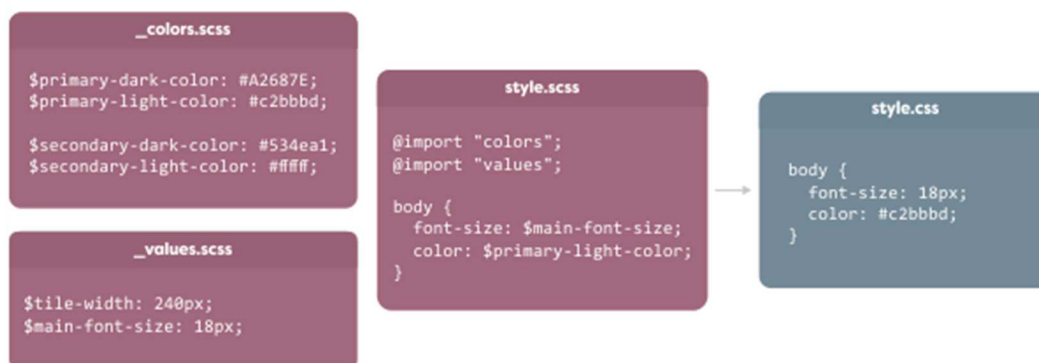 _colors.scss
$primary-dark-color: #A2687E;
$primary-light-color: #c2bbbd;
$secondary-dark-color: #534ea1;
$secondary-light-color: #ffffff;
_values.scss
$tile-width: 240px;
$main-font-size: 18px;
style.scss
@import "colors";
@import "values";
body {
font-size: $main-font-size;
color: $primary-light-color;
}
style.css
body {
font-size: 18px;
color: #c2bbbd;
}